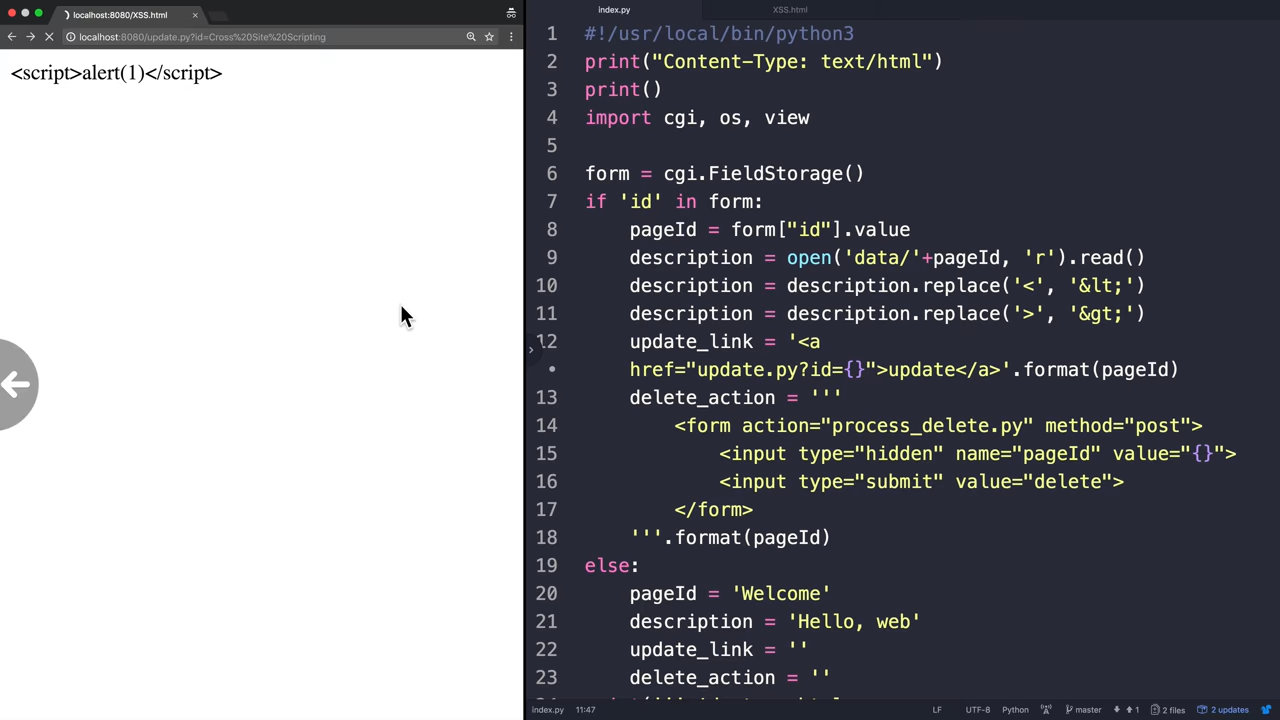 localhost:8080/XSS.html
localhost:8080/update.py?id=Cross%20Site%20Scripting
<script>alert(1)</script>
index.py
XSS.html
1 #!/usr/local/bin/python3
2 print("Content-Type: text/html")
3 print()
4 import cgi, os, view
5
6 form = cgi.FieldStorage()
7 if 'id' in form:
8 pageId = form["id"].value
9 description = open('data/'+pageId, 'r').read()
10 description = description.replace('<', '&lt;')
11 description = description.replace('>', '&gt;')
12 update_link = '<a
• href="update.py?id={}">update</a>'.format(pageId)
13 delete_action = '''
14 <form action="process_delete.py" method="post">
15 <input type="hidden" name="pageId" value="{}">
16 <input type="submit" value="delete">
17 </form>
18 '''.format(pageId)
19 else:
20 pageId = 'Welcome'
21 description = 'Hello, web'
22 update_link = ''
23 delete_action = ''
index.py 11:47 LF UTF-8 Python master 1 2 files 2 updates